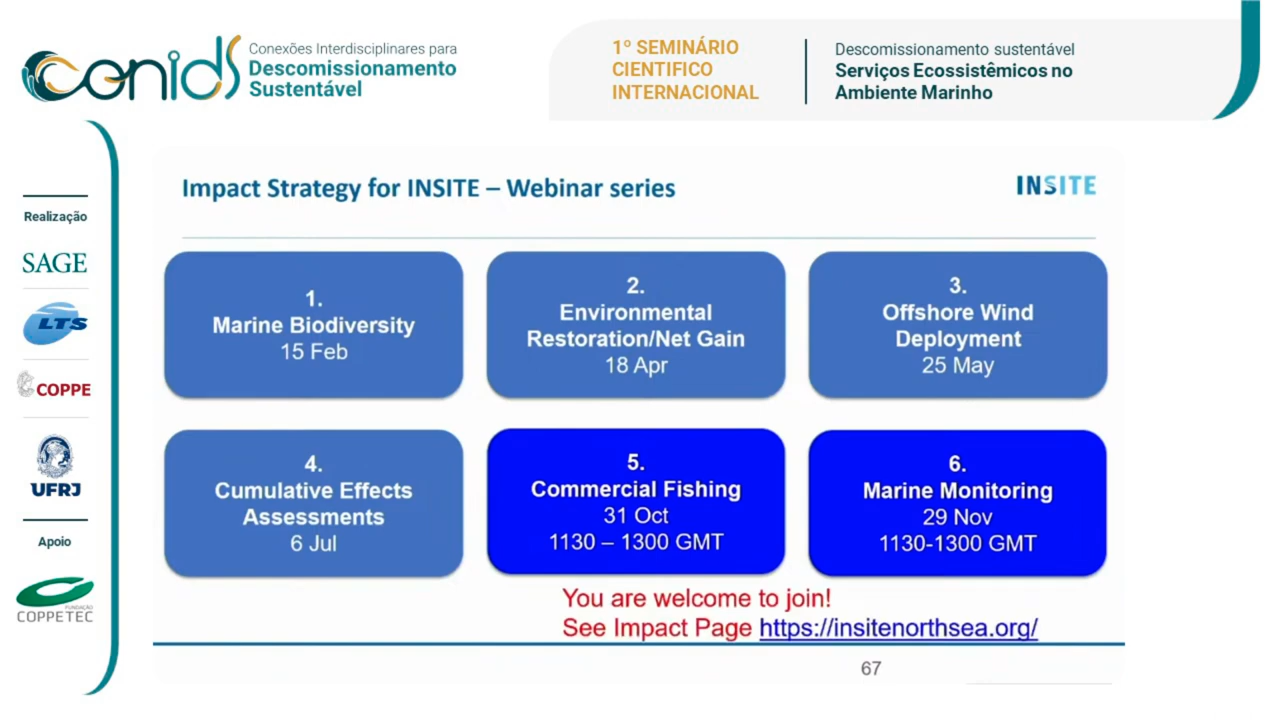 conids
Conexões Interdisciplinares para
Descomissionamento
Sustentável
1º SEMINÁRIO
CIENTIFICO
INTERNACIONAL
Descomissionamento sustentável
Serviços Ecossistêmicos no
Ambiente Marinho
Realização
SAGE
LTS
COPPE
UFRJ
Apoio
FUNDAÇÃO
COPPETEC
Impact Strategy for INSITE – Webinar series
INSITE
1.
Marine Biodiversity
15 Feb
2.
Environmental
Restoration/Net Gain
18 Apr
3.
Offshore Wind
Deployment
25 May
4.
Cumulative Effects
Assessments
6 Jul
5.
Commercial Fishing
31 Oct
1130 – 1300 GMT
6.
Marine Monitoring
29 Nov
1130-1300 GMT
You are welcome to join!
See Impact Page https://insitenorthsea.org/
67